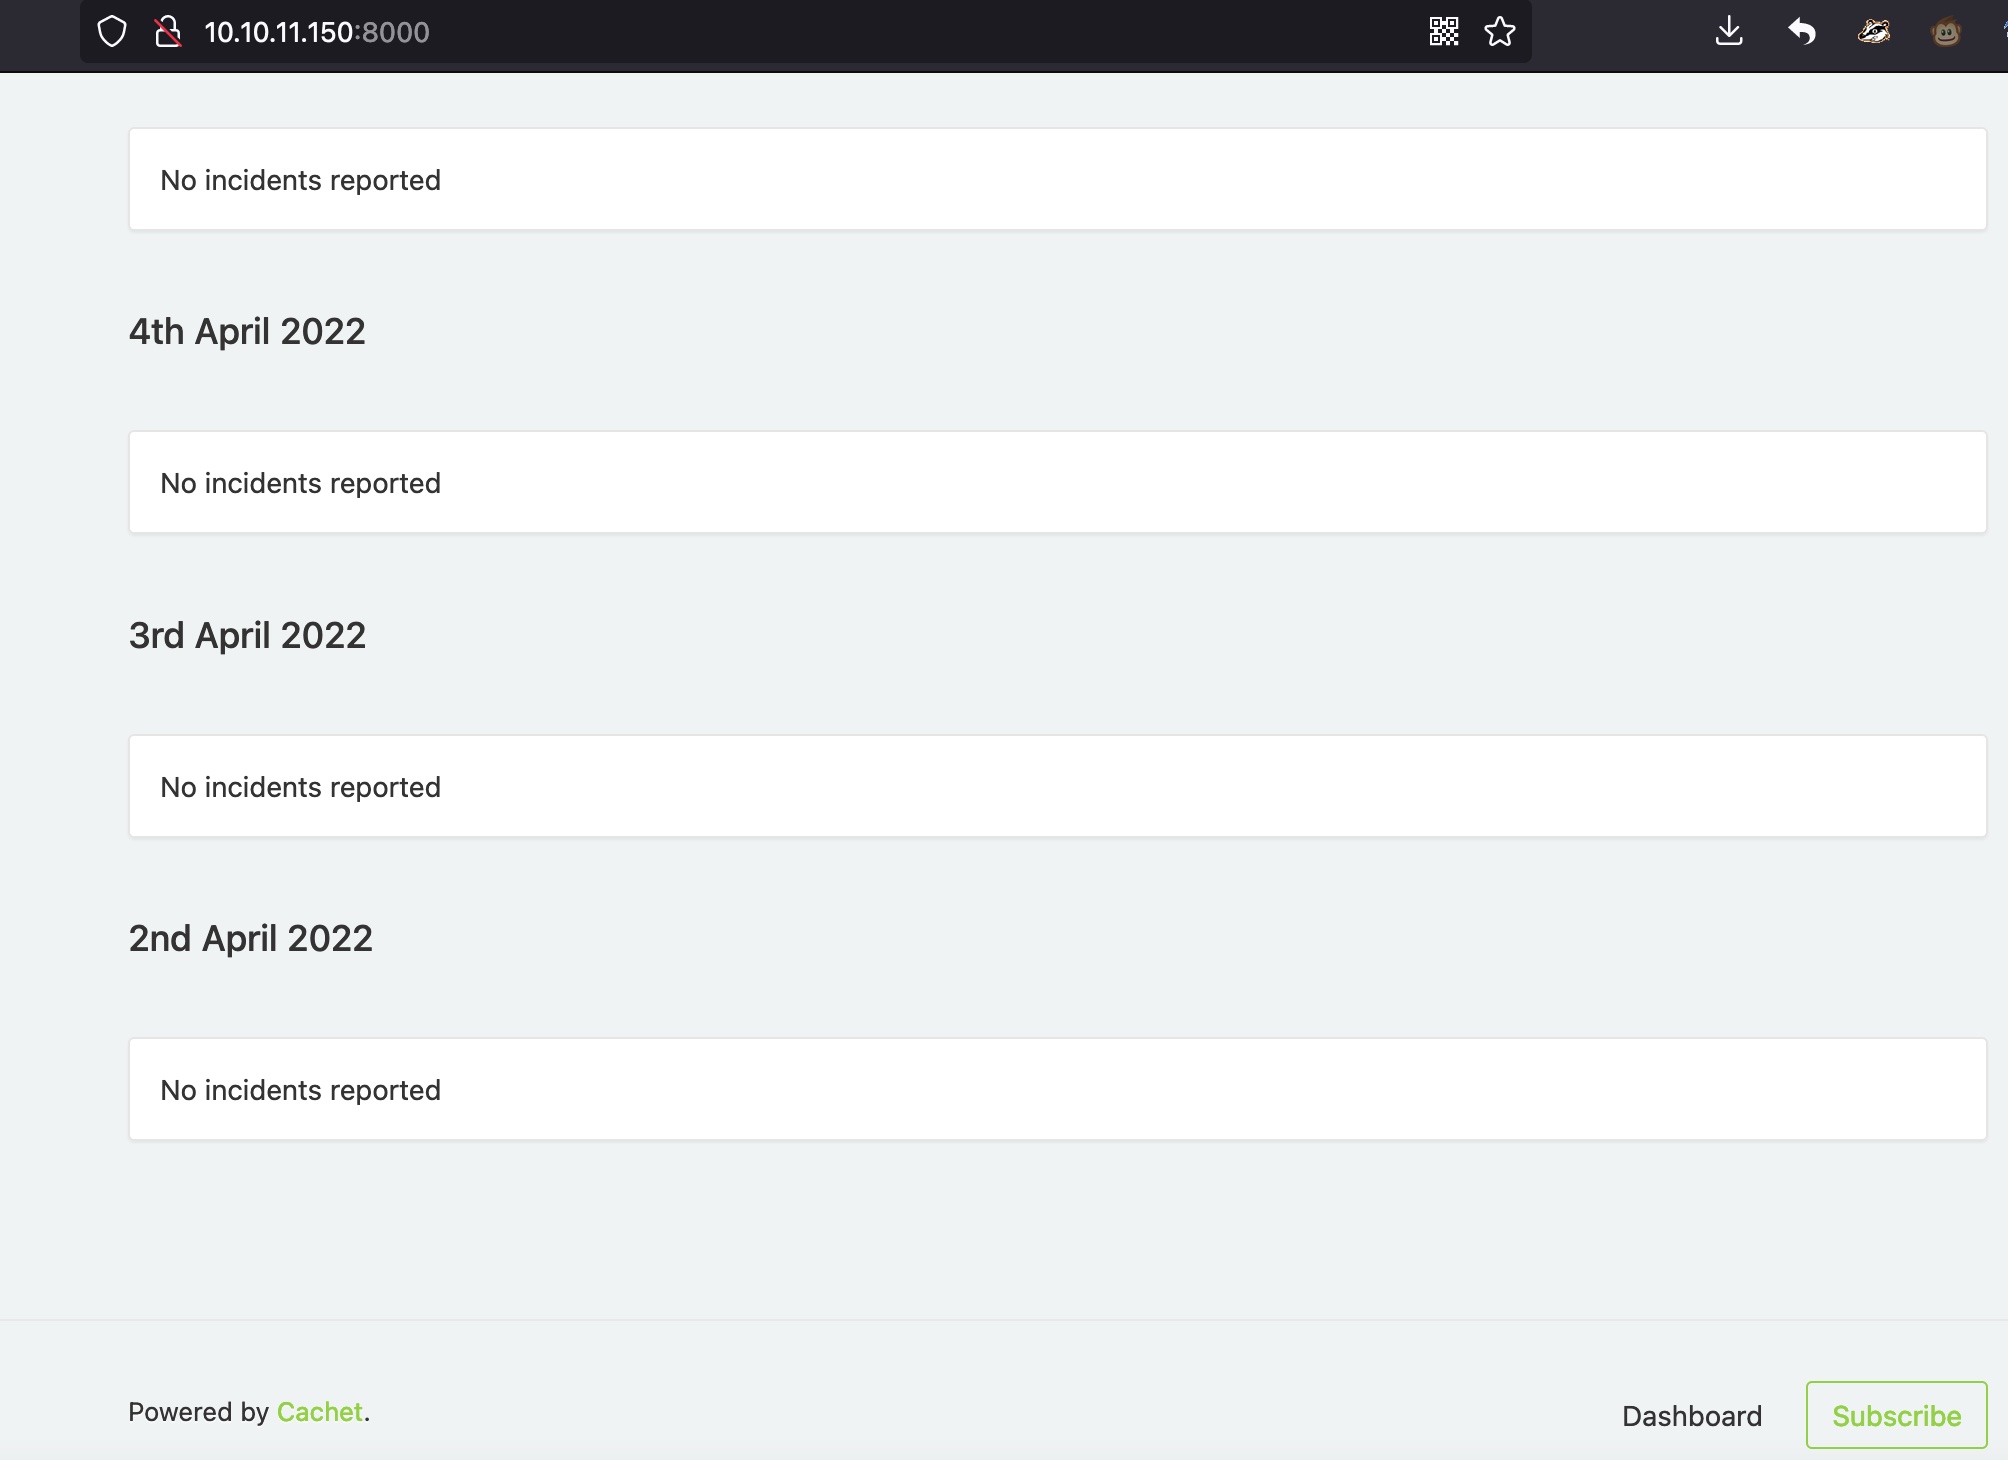 10.10.11.150:8000
No incidents reported
4th April 2022
No incidents reported
3rd April 2022
No incidents reported
2nd April 2022
No incidents reported
Powered by Cachet.
Dashboard
Subscribe